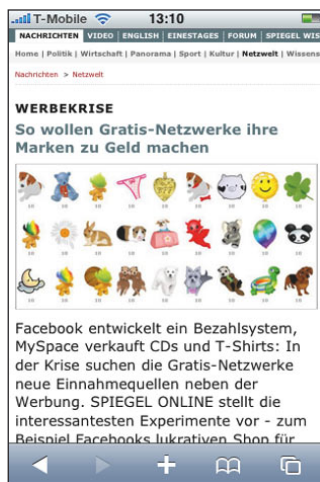 T-Mobile 13:10
NACHRICHTEN VIDEO ENGLISH EINESTAGES FORUM SPIEGEL WIS
Home | Politik | Wirtschaft | Panorama | Sport | Kultur | Netzwelt | Wissens
Nachrichten > Netzwelt
WERBEKRISE
So wollen Gratis-Netzwerke ihre
Marken zu Geld machen
Facebook entwickelt ein Bezahlsystem,
MySpace verkauft CDs und T-Shirts: In
der Krise suchen die Gratis-Netzwerke
neue Einnahmequellen neben der
Werbung. SPIEGEL ONLINE stellt die
interessantesten Experimente vor - zum
Beispiel Facebooks lukrativen Shop für